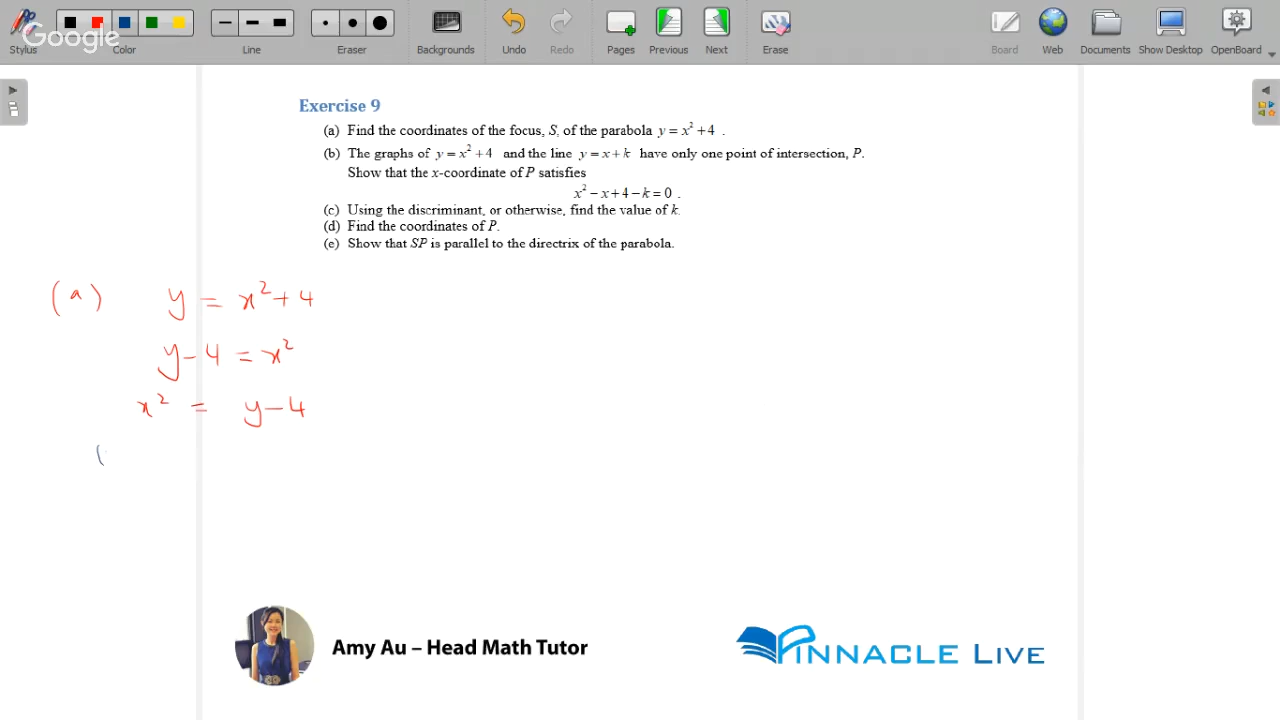 Stylus
Color
Line
Eraser
Backgrounds
Undo
Redo
Pages
Previous
Next
Erase
Board
Web
Documents
Show Desktop
OpenBoard
Google
Exercise 9
(a) Find the coordinates of the focus, S, of the parabola y = x² + 4 .
(b) The graphs of y = x² + 4 and the line y = x + k have only one point of intersection, P.
Show that the x-coordinate of P satisfies
x² − x + 4 − k = 0 .
(c) Using the discriminant, or otherwise, find the value of k.
(d) Find the coordinates of P.
(e) Show that SP is parallel to the directrix of the parabola.
(a) y = x² + 4
y − 4 = x²
x² = y − 4
(
Amy Au – Head Math Tutor
PINNACLE LIVE